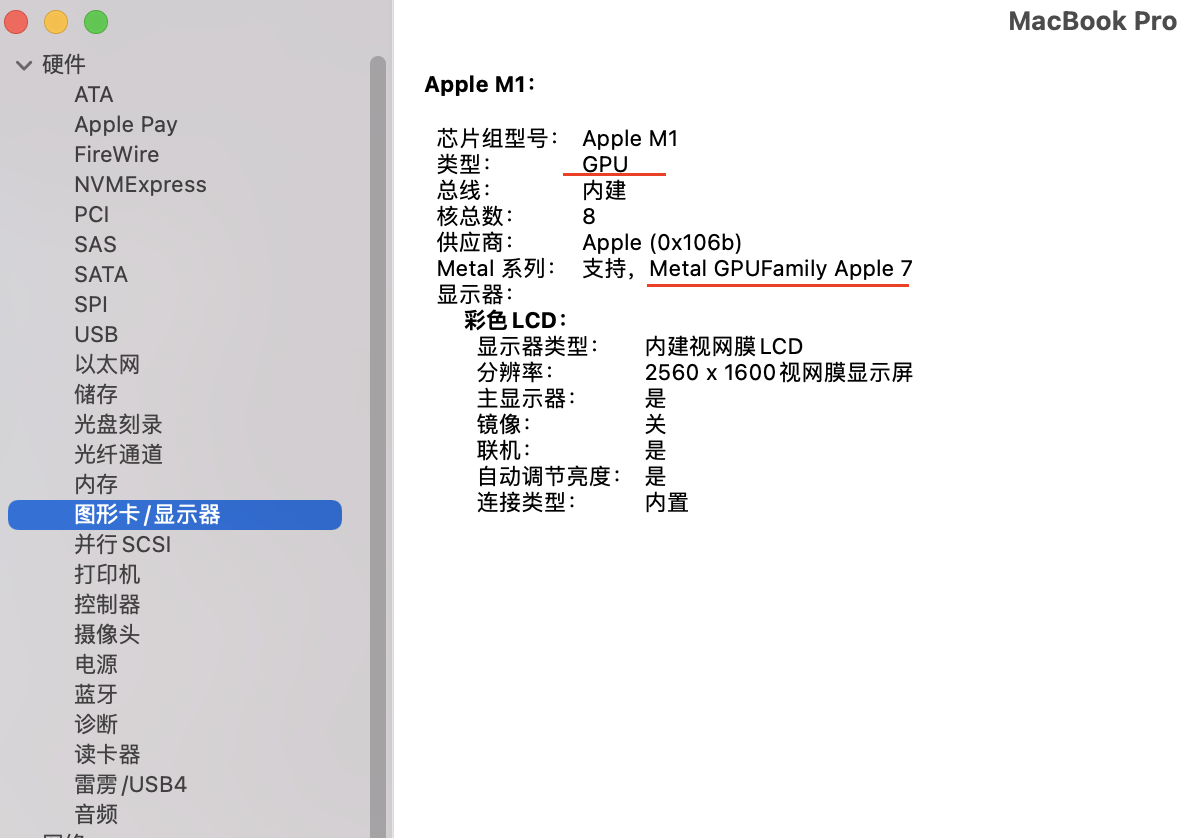 MacBook Pro
硬件
ATA
Apple Pay
FireWire
NVMExpress
PCI
SAS
SATA
SPI
USB
以太网
储存
光盘刻录
光纤通道
内存
图形卡/显示器
并行SCSI
打印机
控制器
摄像头
电源
蓝牙
诊断
读卡器
雷雳/USB4
音频
Apple M1:
芯片组型号: Apple M1
类型: GPU
总线: 内建
核总数: 8
供应商: Apple (0x106b)
Metal 系列: 支持，Metal GPUFamily Apple 7
显示器:
彩色LCD:
显示器类型: 内建视网膜LCD
分辨率: 2560 x 1600视网膜显示屏
主显示器: 是
镜像: 关
联机: 是
自动调节亮度: 是
连接类型: 内置